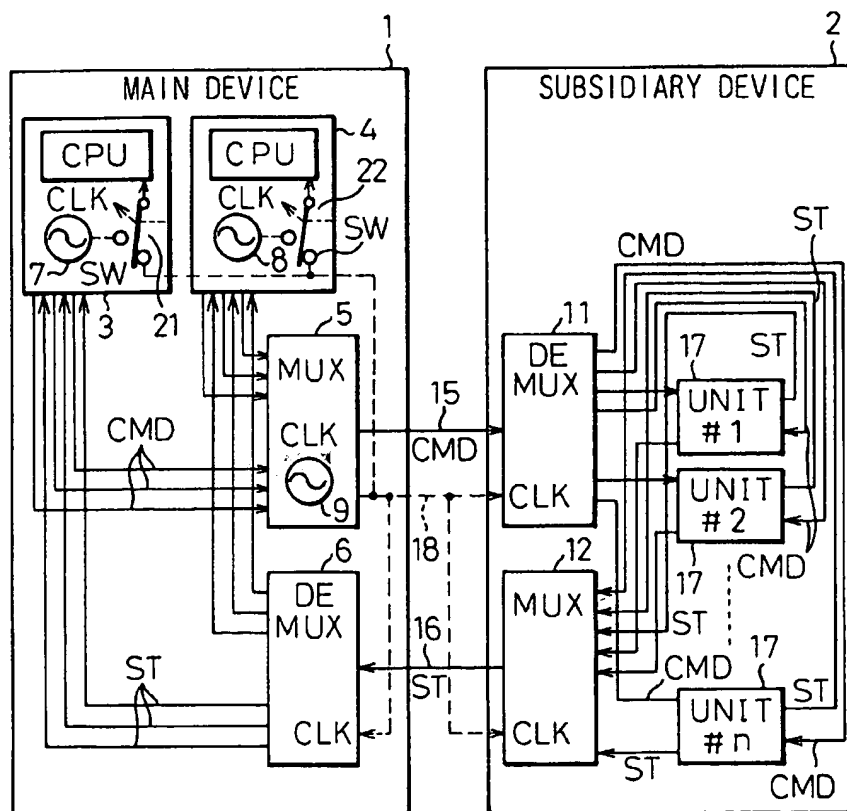 1
2
MAIN DEVICE
SUBSIDIARY DEVICE
4
CPU
CPU
CLK
CLK
22
SW
7
SW
8
3
21
5
11
CMD
ST
MUX
DE
MUX
17
ST
UNIT
#1
15
CMD
CMD
CLK
9
CLK
18
UNIT
#2
17
CMD
6
12
DE
MUX
MUX
16
ST
ST
CMD
17
ST
ST
UNIT
#n
CLK
CLK
ST
CMD